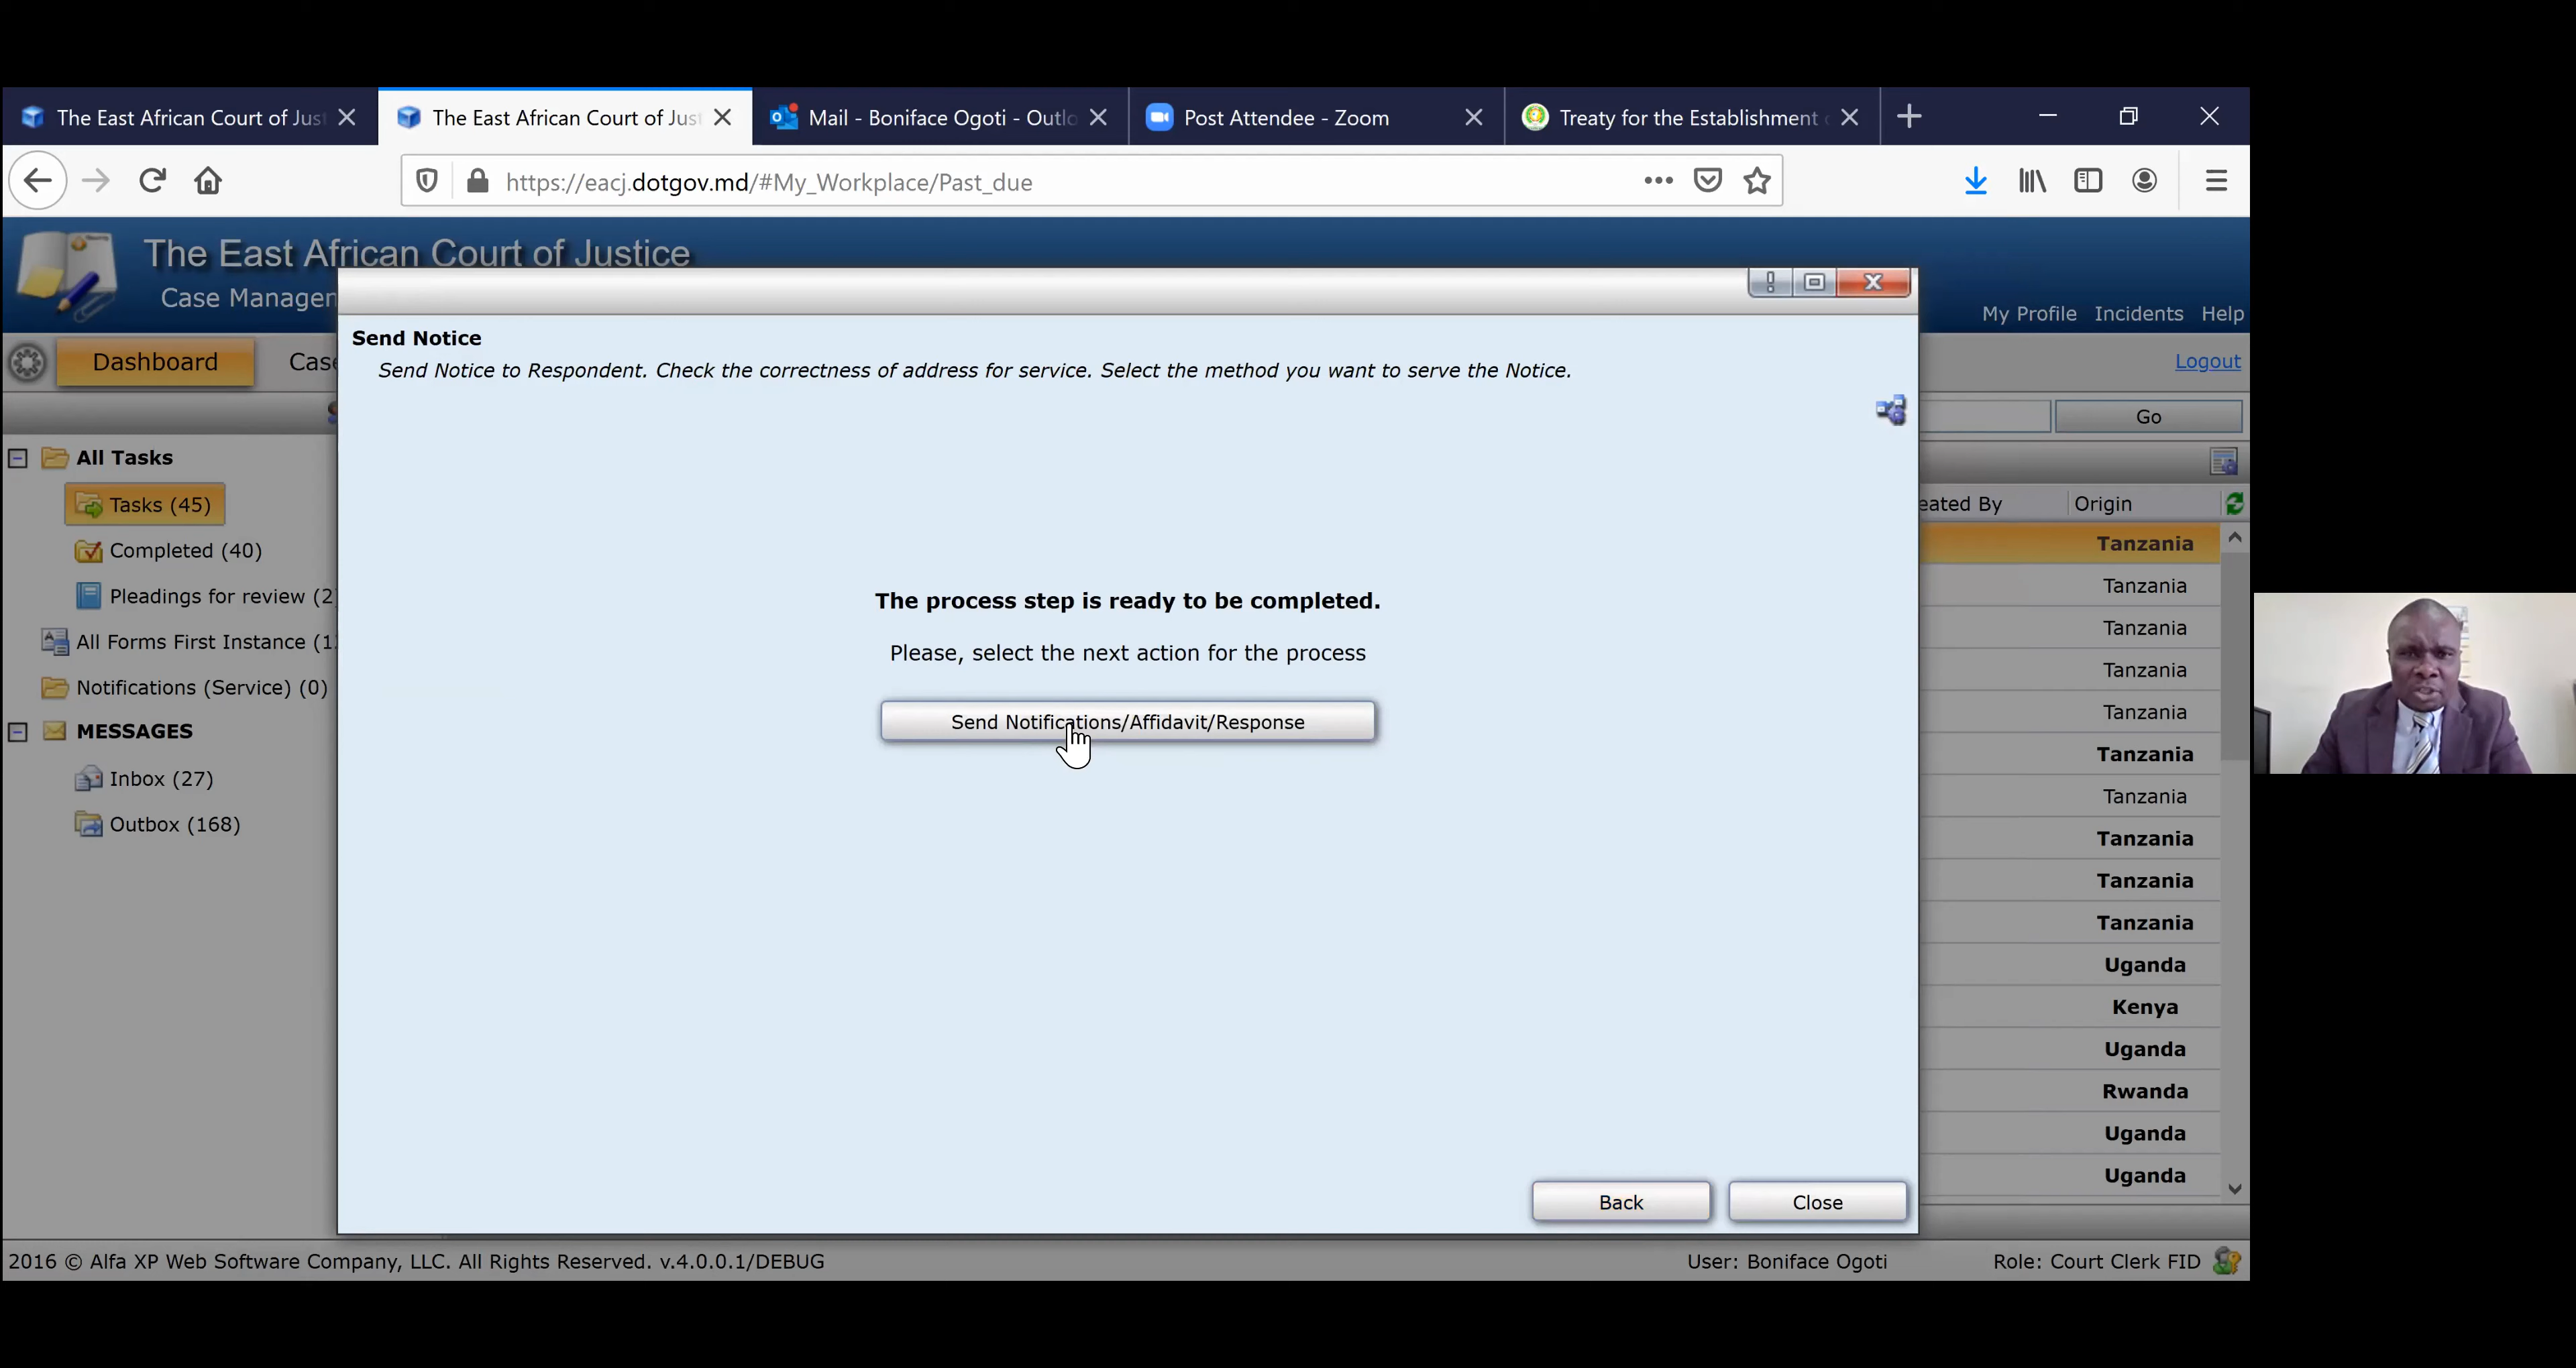 The East African Court of Jus
The East African Court of Jus
Mail - Boniface Ogoti - Outlo
Post Attendee - Zoom
Treaty for the Establishment
https://eacj.dotgov.md/#My_Workplace/Past_due
The East African Court of Justice
Case Manage
My Profile Incidents Help
Dashboard
Cas
Logout
Go
Send Notice
Send Notice to Respondent. Check the correctness of address for service. Select the method you want to serve the Notice.
The process step is ready to be completed.
Please, select the next action for the process
Send Notifications/Affidavit/Response
Back
Close
All Tasks
Tasks (45)
Completed (40)
Pleadings for review (2
All Forms First Instance (1
Notifications (Service) (0)
MESSAGES
Inbox (27)
Outbox (168)
eated By
Origin
Tanzania
Tanzania
Tanzania
Tanzania
Tanzania
Tanzania
Tanzania
Tanzania
Tanzania
Tanzania
Uganda
Kenya
Uganda
Rwanda
Uganda
Uganda
2016 © Alfa XP Web Software Company, LLC. All Rights Reserved. v.4.0.0.1/DEBUG
User: Boniface Ogoti
Role: Court Clerk FID